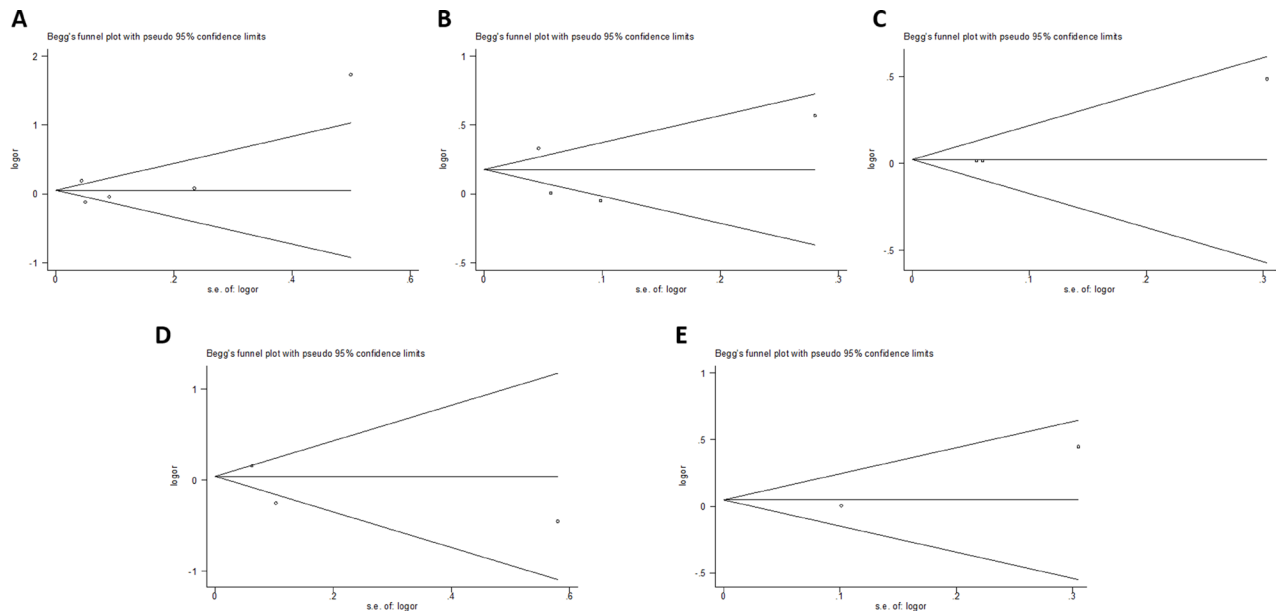 A
Begg's funnel plot with pseudo 95% confidence limits
2
1
0
-1
logor
0
.2
.4
.6
s.e. of: logor
B
Begg's funnel plot with pseudo 95% confidence limits
1
.5
0
-.5
logor
0
.1
.2
.3
s.e. of: logor
C
Begg's funnel plot with pseudo 95% confidence limits
.5
0
-.5
logor
0
.1
.2
.3
s.e. of: logor
D
Begg's funnel plot with pseudo 95% confidence limits
1
0
-1
logor
0
.2
.4
.6
s.e. of: logor
E
Begg's funnel plot with pseudo 95% confidence limits
1
.5
0
-.5
logor
0
.1
.2
.3
s.e. of: logor